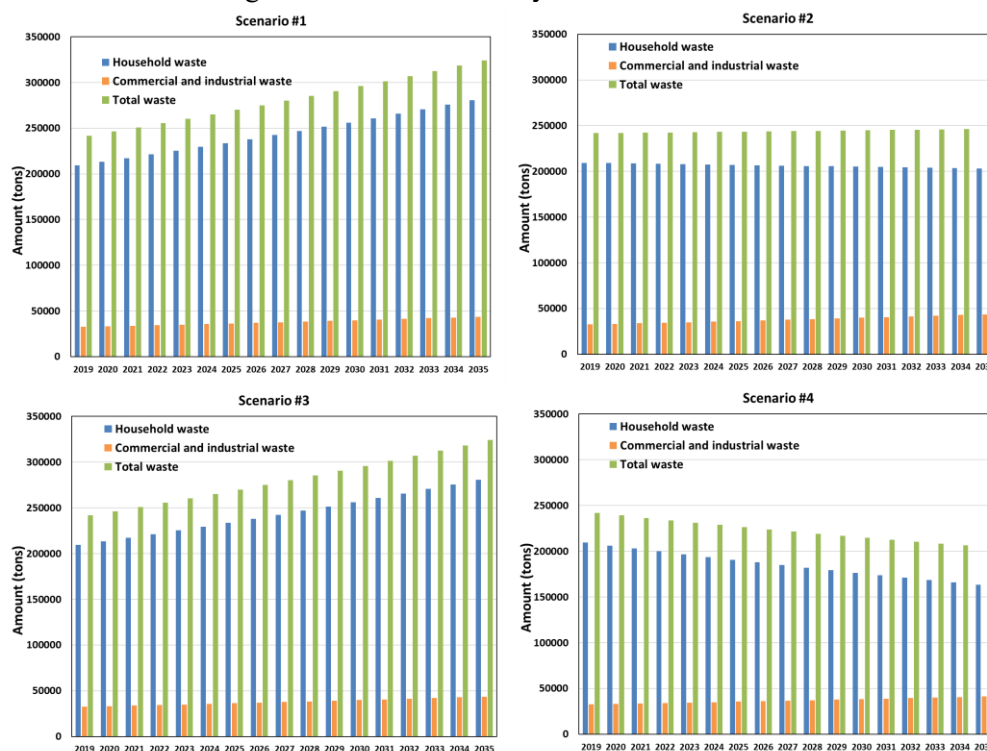 Scenario #1
350000
300000
250000
200000
150000
100000
50000
0
Amount (tons)
Household waste
Commercial and industrial waste
Total waste
2019 2020 2021 2022 2023 2024 2025 2026 2027 2028 2029 2030 2031 2032 2033 2034 2035
Scenario #2
350000
300000
250000
200000
150000
100000
50000
0
Amount (tons)
Household waste
Commercial and industrial waste
Total waste
2019 2020 2021 2022 2023 2024 2025 2026 2027 2028 2029 2030 2031 2032 2033 2034
Scenario #3
350000
300000
250000
200000
150000
100000
50000
0
Amount (tons)
Household waste
Commercial and industrial waste
Total waste
2019 2020 2021 2022 2023 2024 2025 2026 2027 2028 2029 2030 2031 2032 2033 2034 2035
Scenario #4
350000
300000
250000
200000
150000
100000
50000
0
Amount (tons)
Household waste
Commercial and industrial waste
Total waste
2019 2020 2021 2022 2023 2024 2025 2026 2027 2028 2029 2030 2031 2032 2033 2034